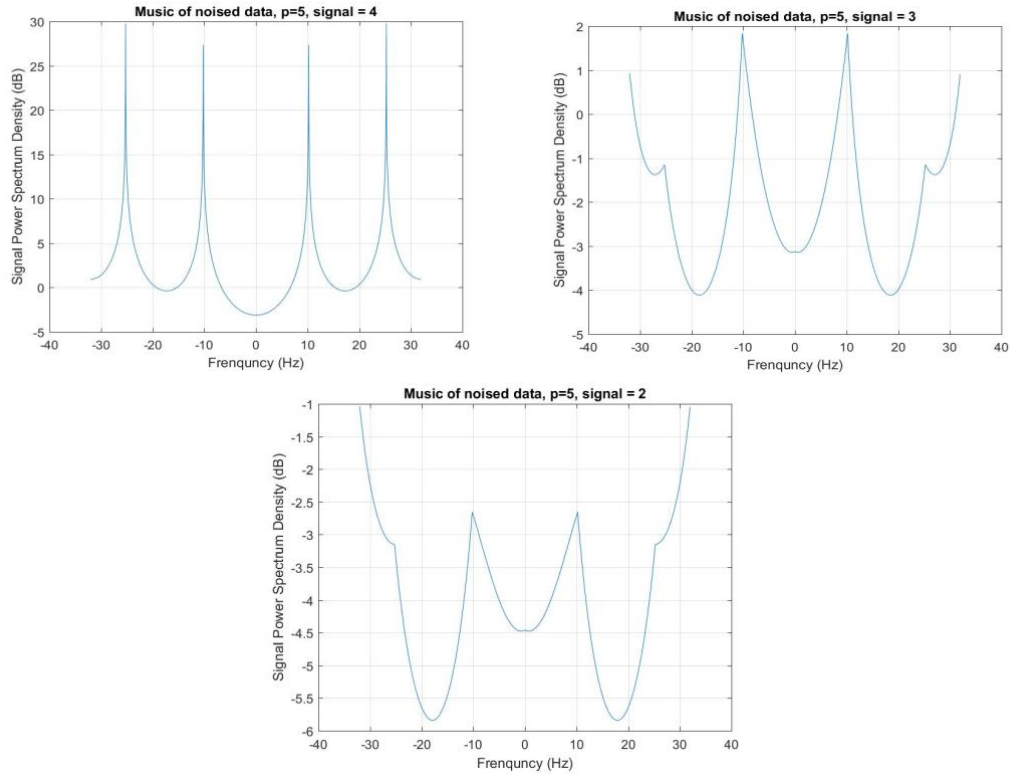 Music of noised data, p=5, signal = 4
Signal Power Spectrum Density (dB)
30
25
20
15
10
5
0
-5
-40 -30 -20 -10 0 10 20 30 40
Frenquncy (Hz)
Music of noised data, p=5, signal = 3
Signal Power Spectrum Density (dB)
2
1
0
-1
-2
-3
-4
-5
-40 -30 -20 -10 0 10 20 30 40
Frenquncy (Hz)
Music of noised data, p=5, signal = 2
Signal Power Spectrum Density (dB)
-1
-1.5
-2
-2.5
-3
-3.5
-4
-4.5
-5
-5.5
-6
-40 -30 -20 -10 0 10 20 30 40
Frenquncy (Hz)